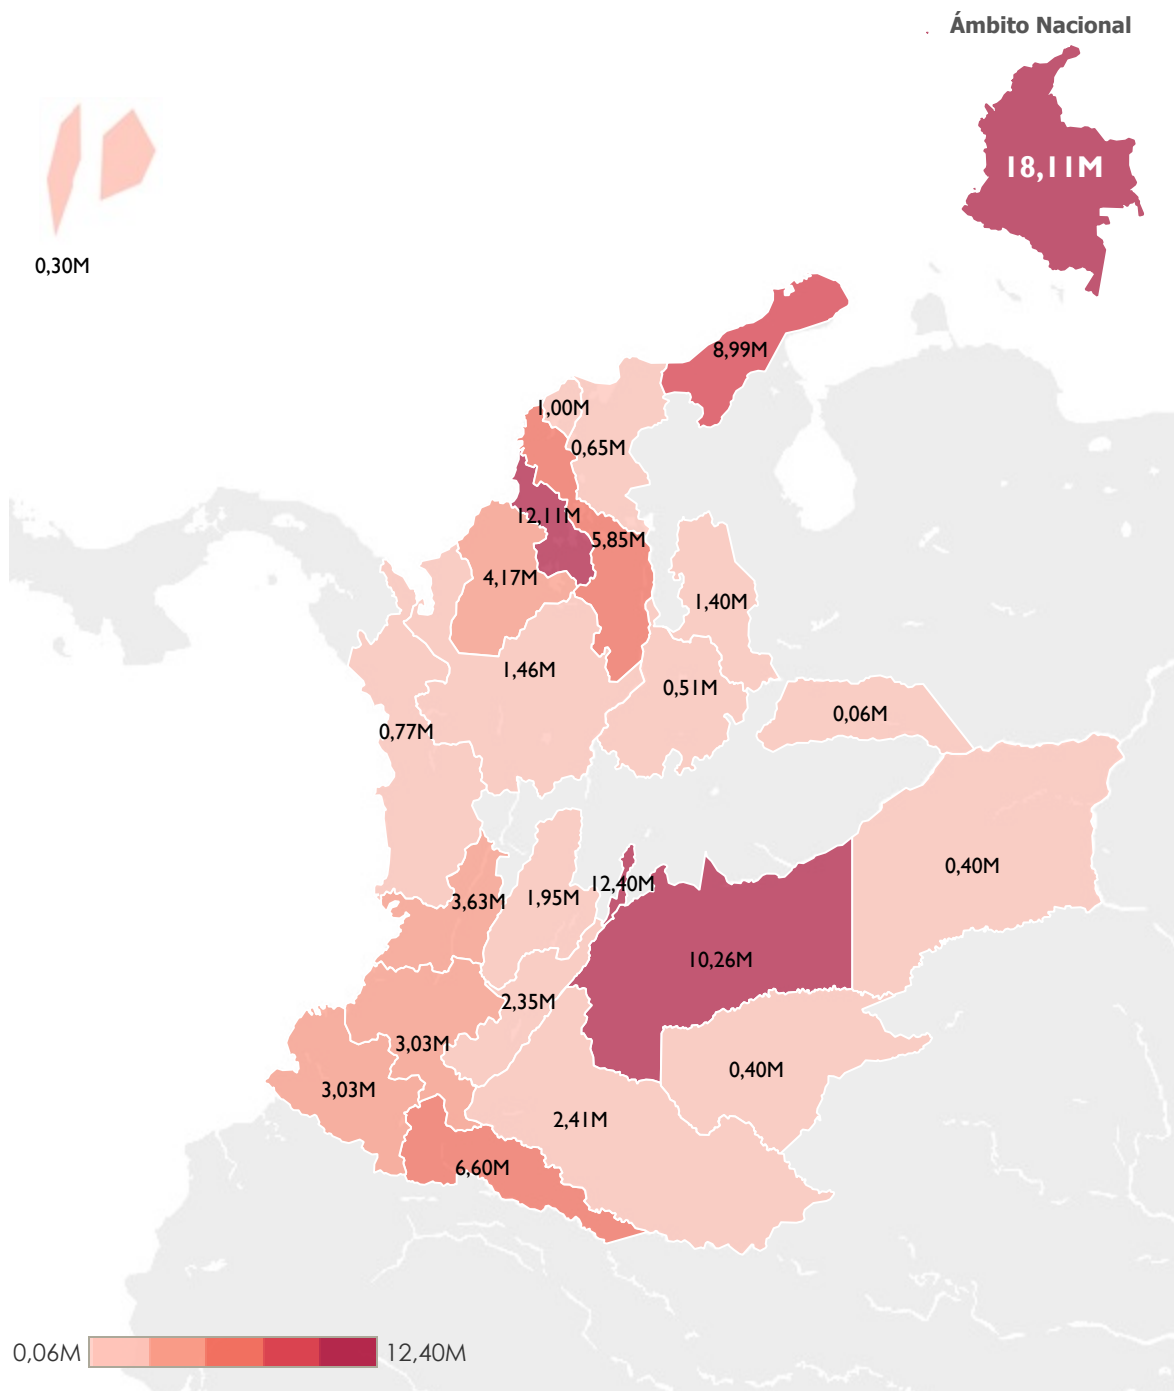 Ámbito Nacional
18,11M
0,30M
8,99M
1,00M
0,65M
12,11M
5,85M
4,17M
1,40M
1,46M
0,51M
0,06M
0,77M
0,40M
12,40M
1,95M
3,63M
10,26M
2,35M
3,03M
0,40M
3,03M
2,41M
6,60M
0,06M
12,40M